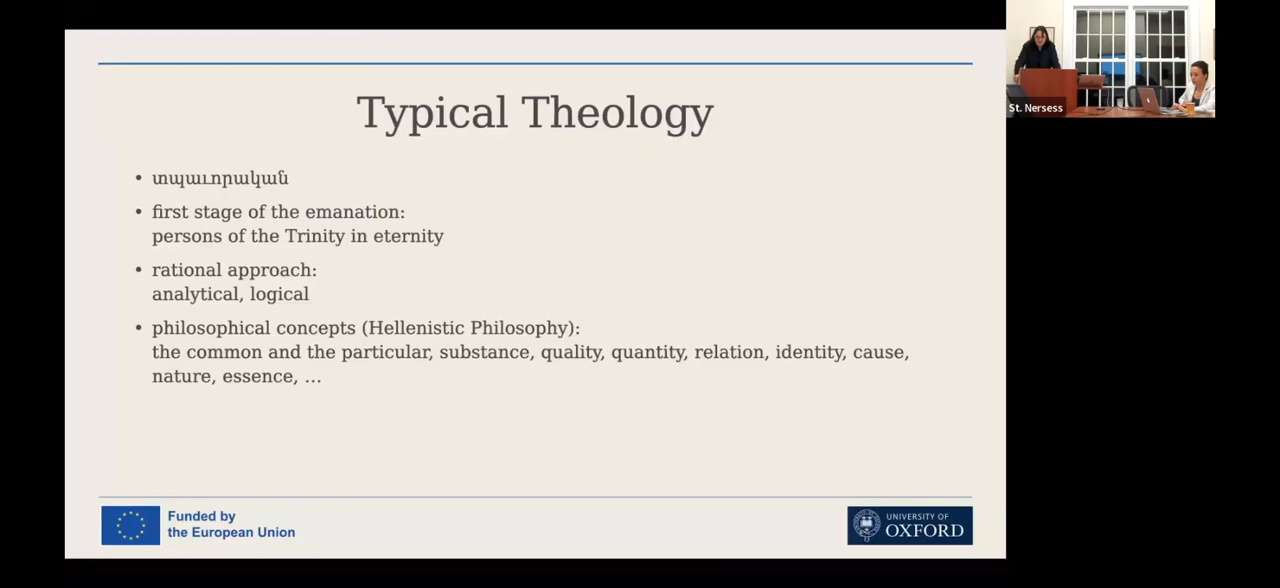 Typical Theology
• տպաւորական
• first stage of the emanation:
persons of the Trinity in eternity
• rational approach:
analytical, logical
• philosophical concepts (Hellenistic Philosophy):
the common and the particular, substance, quality, quantity, relation, identity, cause,
nature, essence, …
Funded by
the European Union
UNIVERSITY OF
OXFORD
St. Nersess